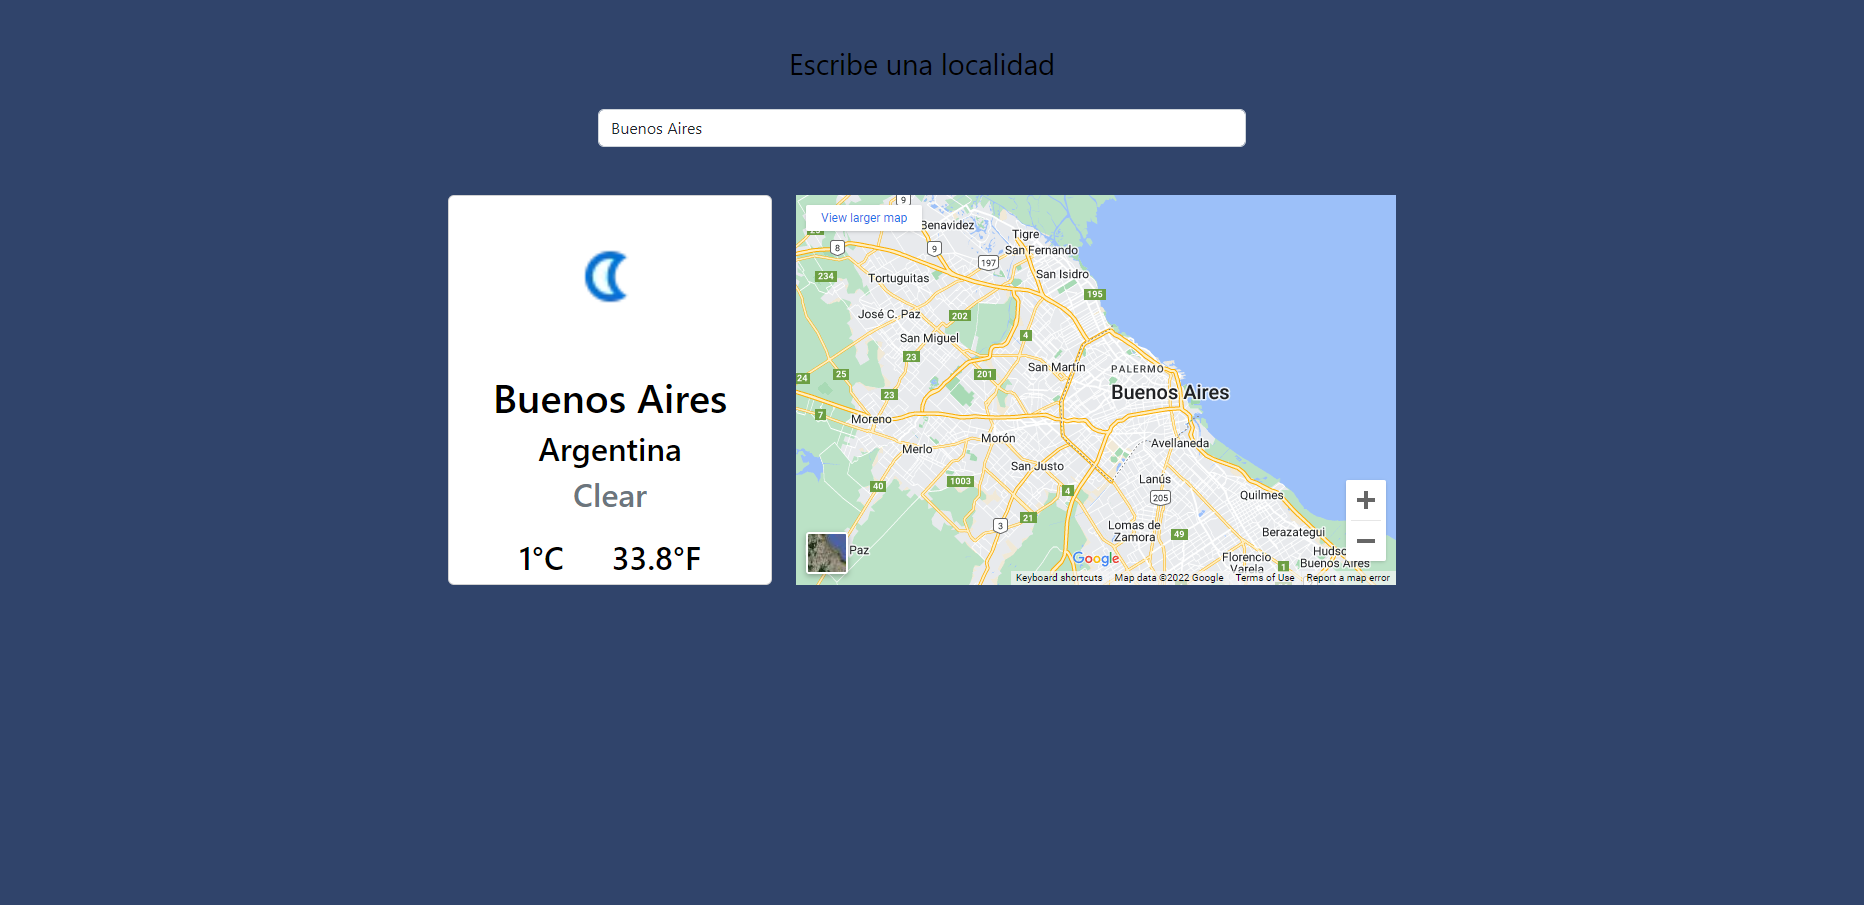 Escribe una localidad
Buenos Aires
Buenos Aires
Argentina
Clear
1°C 33.8°F
View larger map
9
Benavidez
Tigre
8
9
San Fernando
197
San Isidro
234
Tortuguitas
195
José C. Paz
202
San Miguel
4
23
San Martín
PALERMO
24
25
201
Buenos Aires
23
7
Moreno
Morón
Avellaneda
Merlo
San Justo
40
1003
Lanús
4
205
Quilmes
21
3
Lomas de
Zamora
49
Berazategui
Paz
Google
Florencio
Varela
1
Hudso
Buenos Aires
Keyboard shortcuts
Map data ©2022 Google
Terms of Use
Report a map error